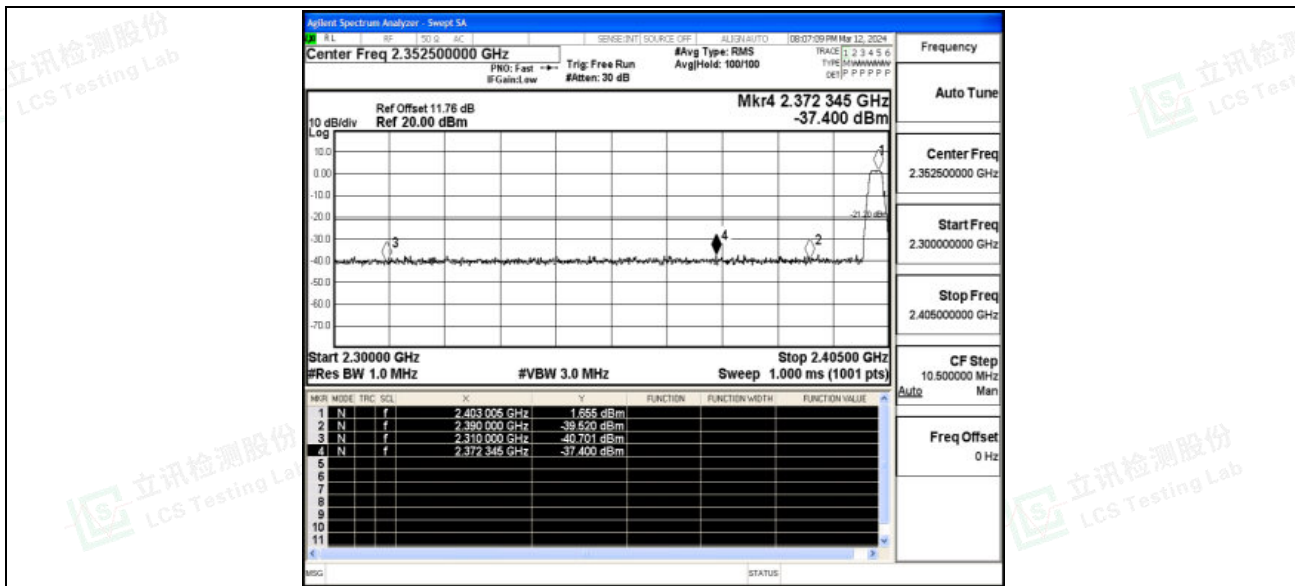 Agilent Spectrum Analyzer - Swept SA
RL RF 50 Ω AC SENSE:INT SOURCE OFF ALIGNAUTO 08:07:09 PM Mar 12, 2024
Center Freq 2.352500000 GHz
PNO: Fast
IFGain:Low
Trig: Free Run
#Atten: 30 dB
#Avg Type: RMS
Avg|Hold: 100/100
TRACE 1 2 3 4 5 6
TYPE M WWWWW
DET P P P P P P
Ref Offset 11.76 dB
10 dB/div Ref 20.00 dBm
Log
Mkr4 2.372 345 GHz
-37.400 dBm
10.0
0.00
-10.0
-20.0
-30.0
-40.0
-50.0
-60.0
-70.0
1
-21.20 dBm
3
4
2
Start 2.30000 GHz Stop 2.40500 GHz
#Res BW 1.0 MHz #VBW 3.0 MHz Sweep 1.000 ms (1001 pts)
MKR MODE TRC SCL X Y FUNCTION FUNCTION WIDTH FUNCTION VALUE
1 N f 2.403 005 GHz 1.655 dBm
2 N f 2.390 000 GHz -39.520 dBm
3 N f 2.310 000 GHz -40.701 dBm
4 N f 2.372 345 GHz -37.400 dBm
5
6
7
8
9
10
11
MSG STATUS
Frequency
Auto Tune
Center Freq
2.352500000 GHz
Start Freq
2.300000000 GHz
Stop Freq
2.405000000 GHz
CF Step
10.500000 MHz
Auto Man
Freq Offset
0 Hz
立讯检测股份
LCS Testing Lab
立讯检测
LCS Test
立讯检测股份
LCS Testing La
立讯检测股份
LCS Testing Lab